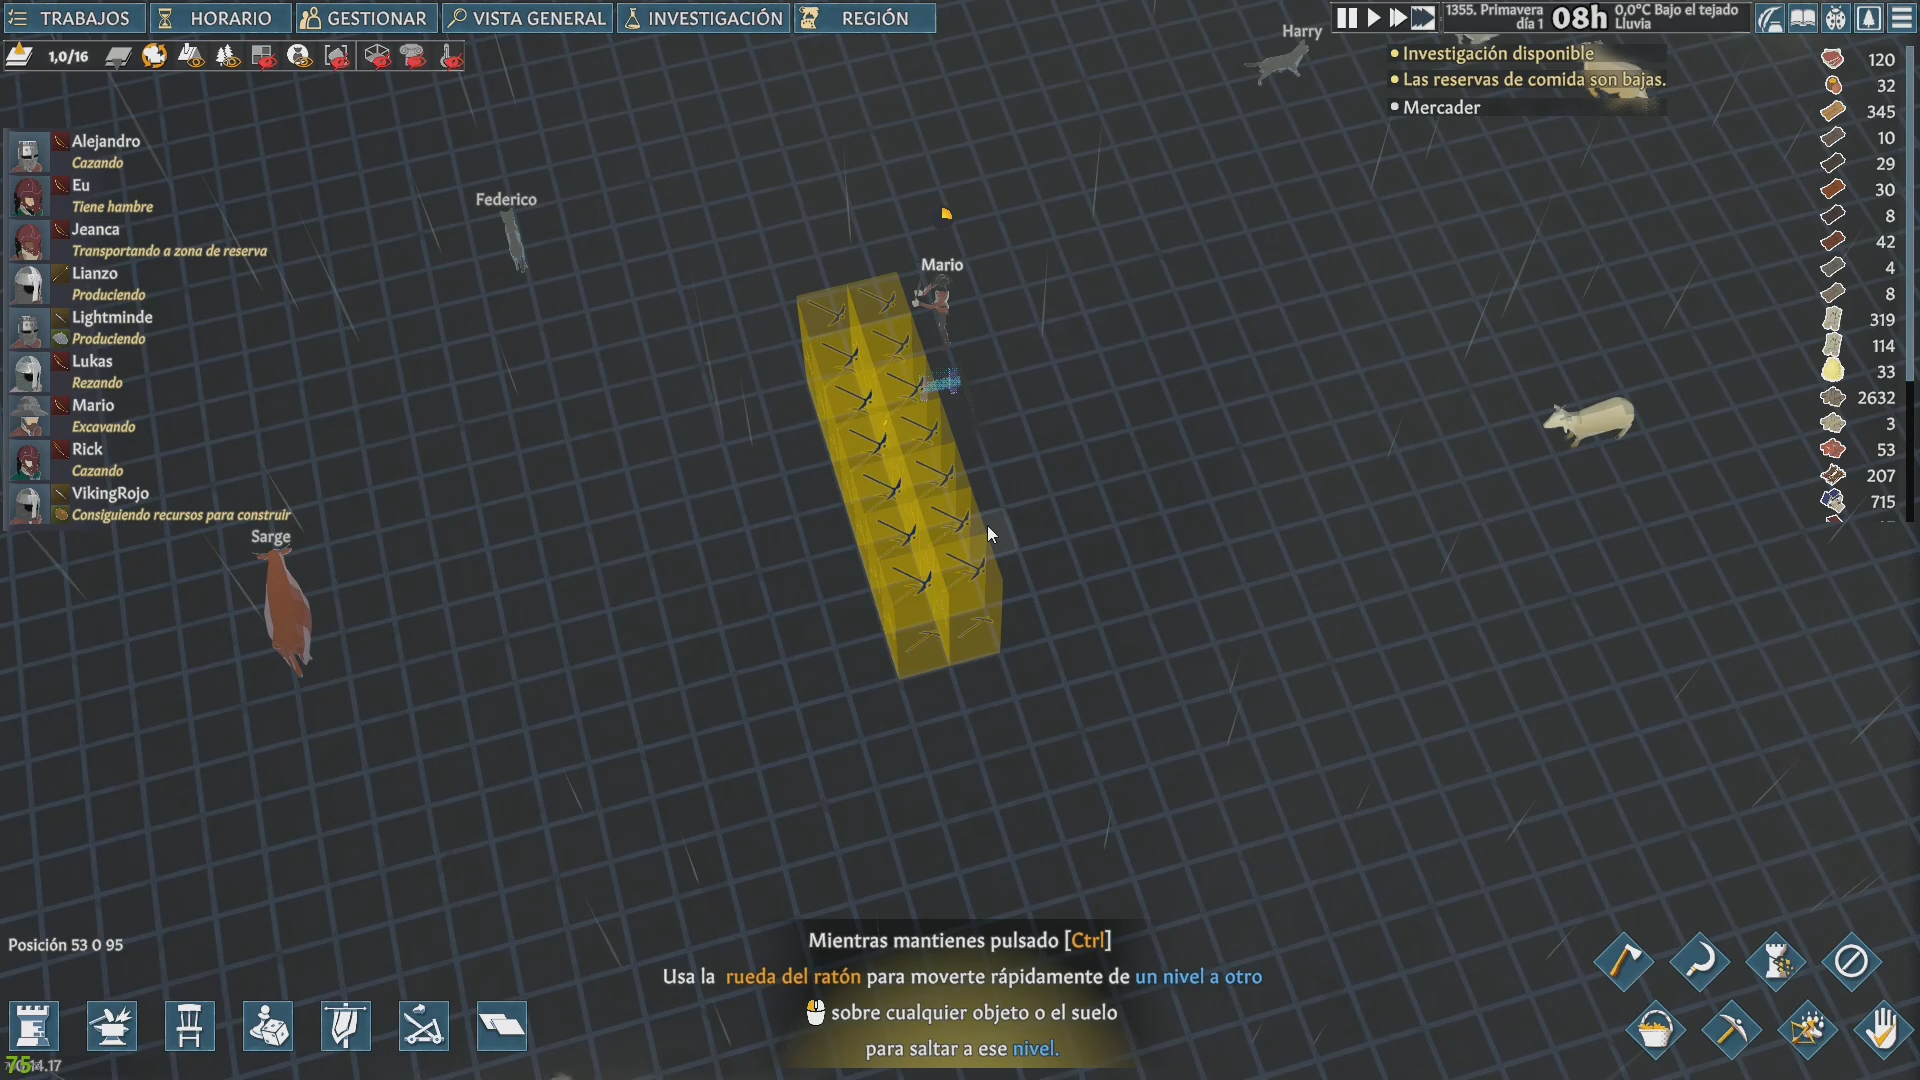 TRABAJOS
HORARIO
GESTIONAR
VISTA GENERAL
INVESTIGACIÓN
REGIÓN
1355. Primavera
día 1
08h
0,0°C Bajo el tejado
Lluvia
1,0/16
Investigación disponible
Las reservas de comida son bajas.
Mercader
Harry
Federico
Mario
Sarge
Alejandro
Cazando
Eu
Tiene hambre
Jeanca
Transportando a zona de reserva
Lianzo
Produciendo
Lightminde
Produciendo
Lukas
Rezando
Mario
Excavando
Rick
Cazando
VikingRojo
Consiguiendo recursos para construir
120
32
345
10
29
30
8
42
4
8
319
114
33
2632
3
53
207
715
Posición 53 0 95
Mientras mantienes pulsado [Ctrl]
Usa la rueda del ratón para moverte rápidamente de un nivel a otro
sobre cualquier objeto o el suelo
para saltar a ese nivel.
75